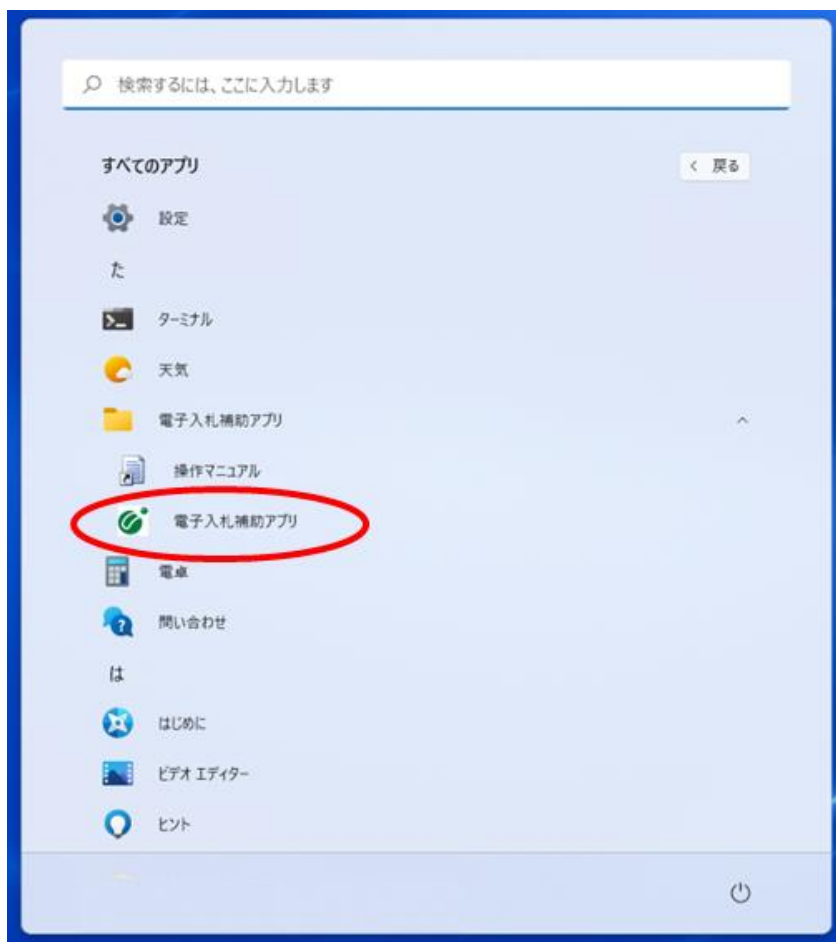 検索するには、ここに入力します
すべてのアプリ
戻る
設定
た
ターミナル
天気
電子入札補助アプリ
操作マニュアル
電子入札補助アプリ
電卓
問い合わせ
は
はじめに
ビデオ エディター
ヒント